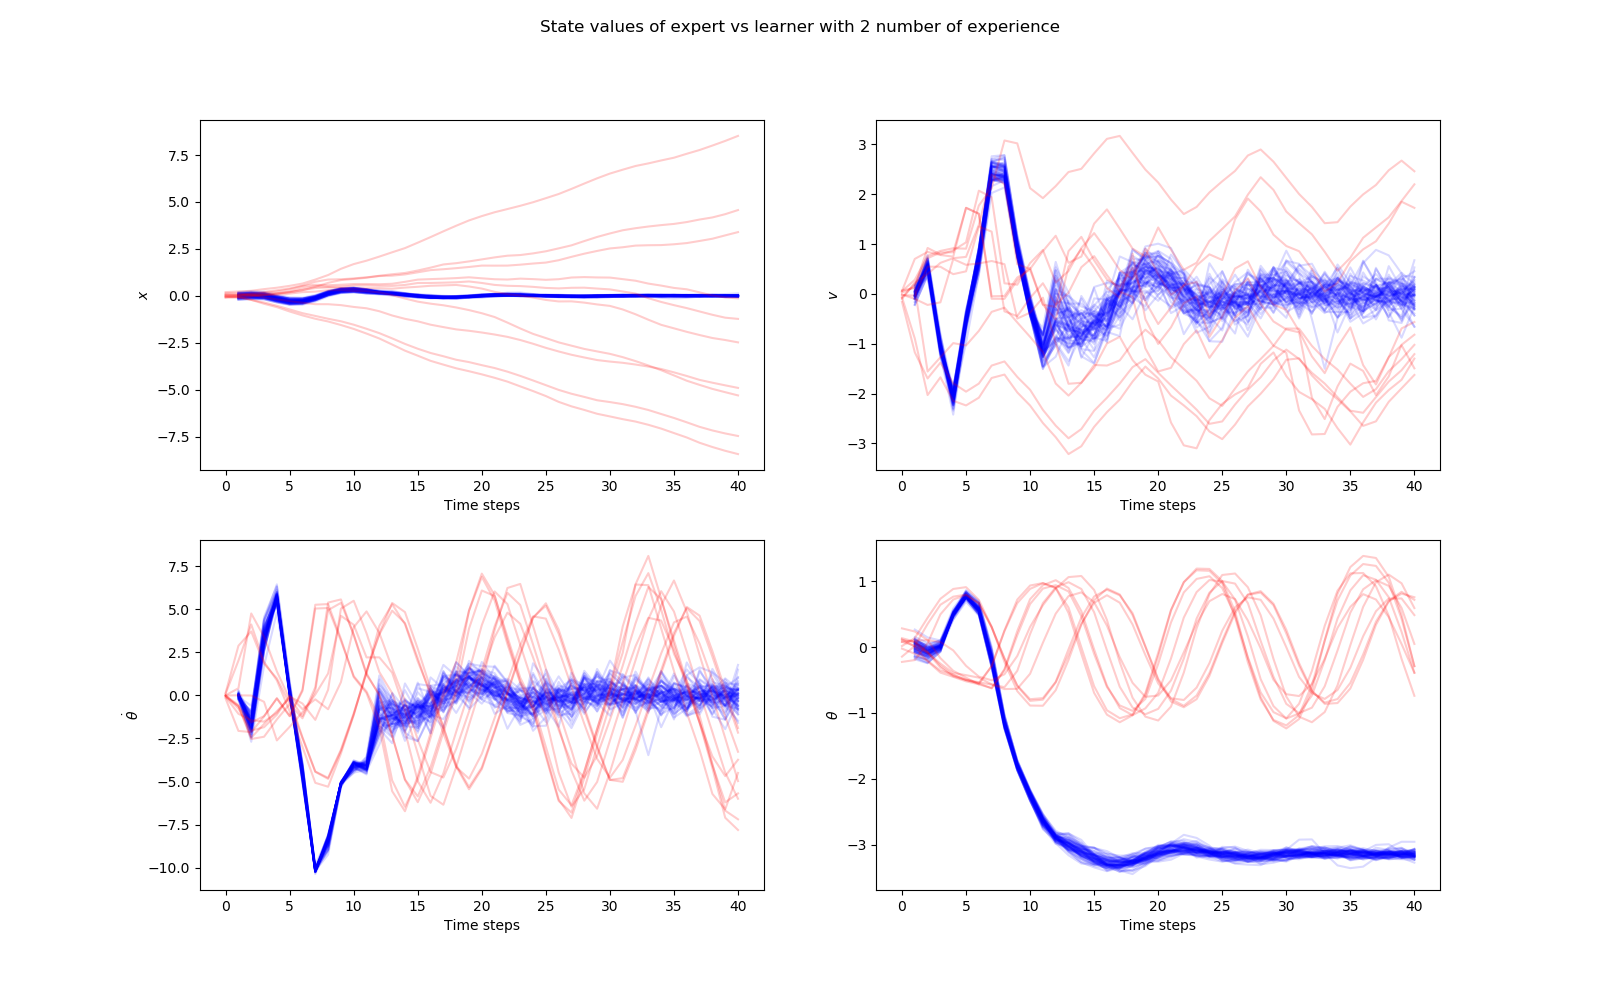 State values of expert vs learner with 2 number of experience
7.5
5.0
2.5
0.0
−2.5
−5.0
−7.5
x
0 5 10 15 20 25 30 35 40
Time steps
3
2
1
0
−1
−2
−3
v
0 5 10 15 20 25 30 35 40
Time steps
7.5
5.0
2.5
0.0
−2.5
−5.0
−7.5
−10.0
θ̇
0 5 10 15 20 25 30 35 40
Time steps
1
0
−1
−2
−3
θ
0 5 10 15 20 25 30 35 40
Time steps